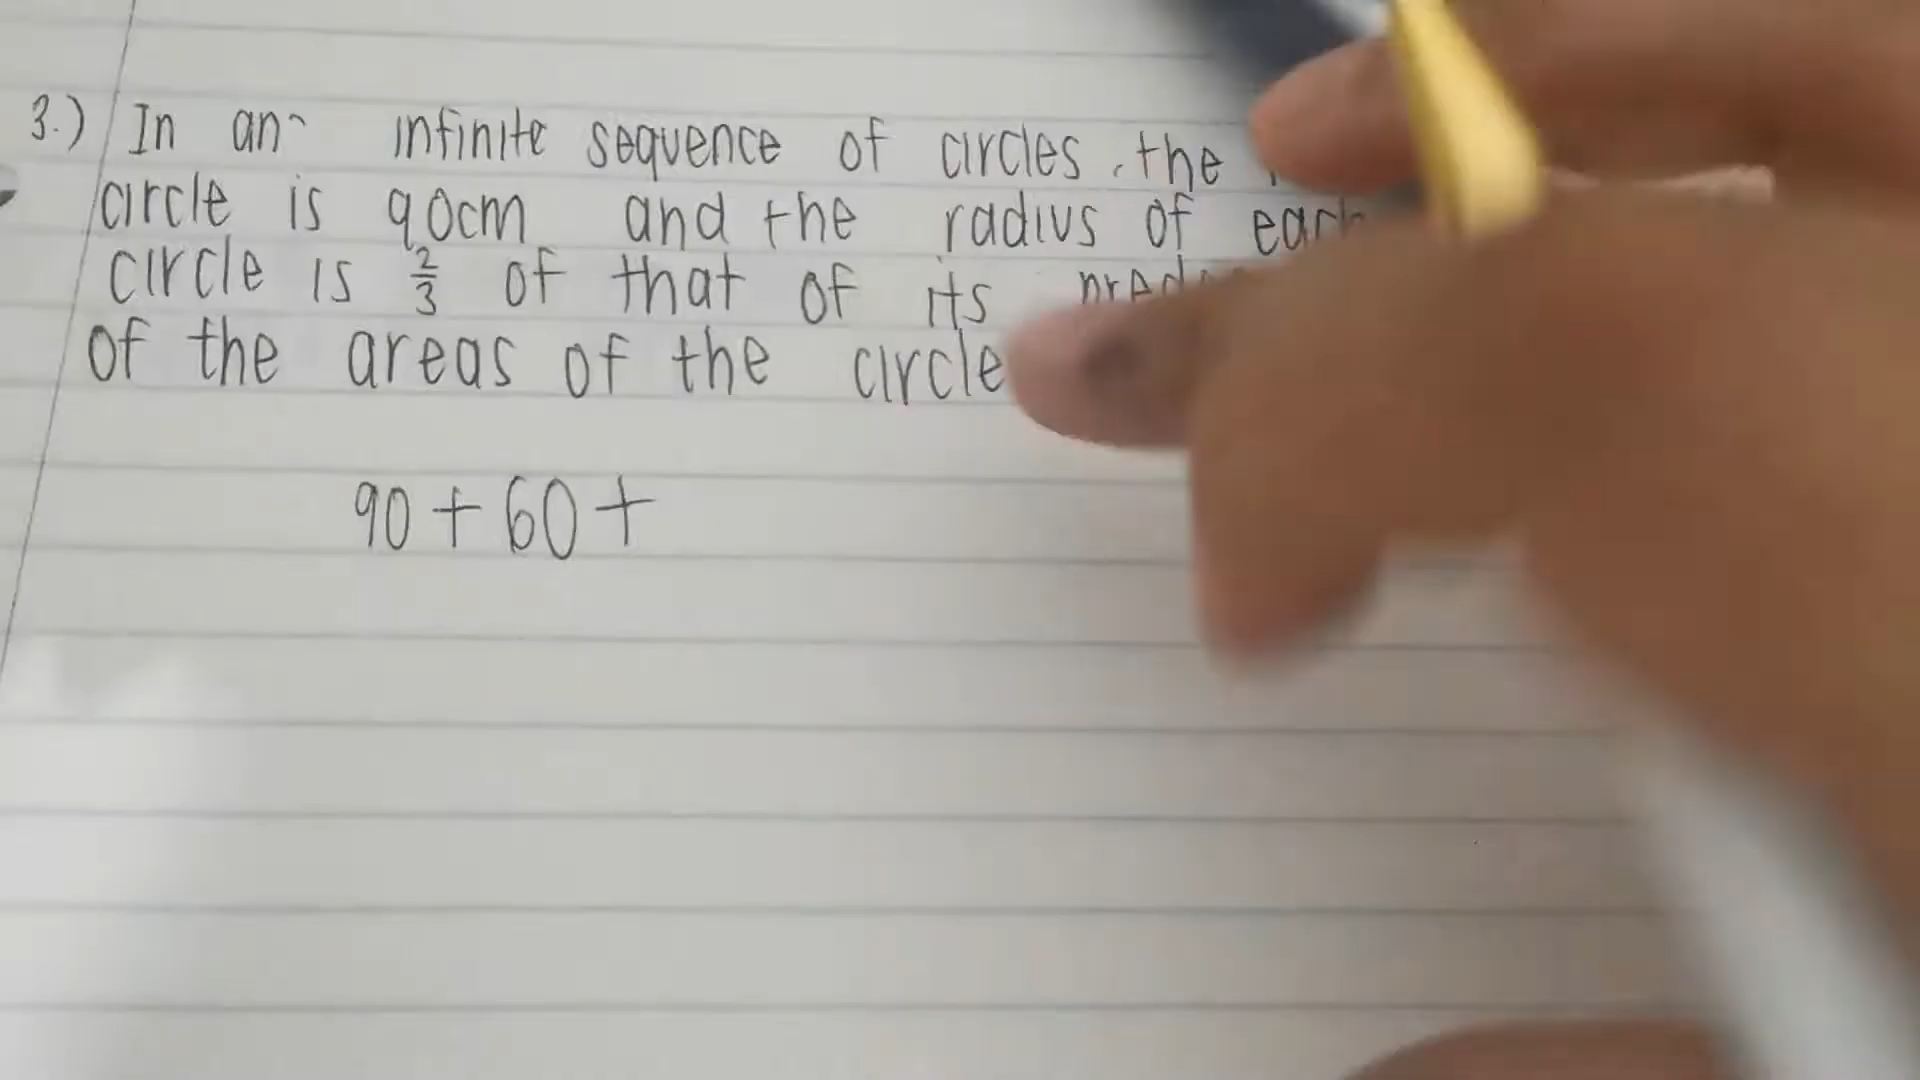 3.) In an infinite sequence of circles, the
circle is 90cm and the radius of each
circle is 2/3 of that of its
of the areas of the circle
90 + 60 +